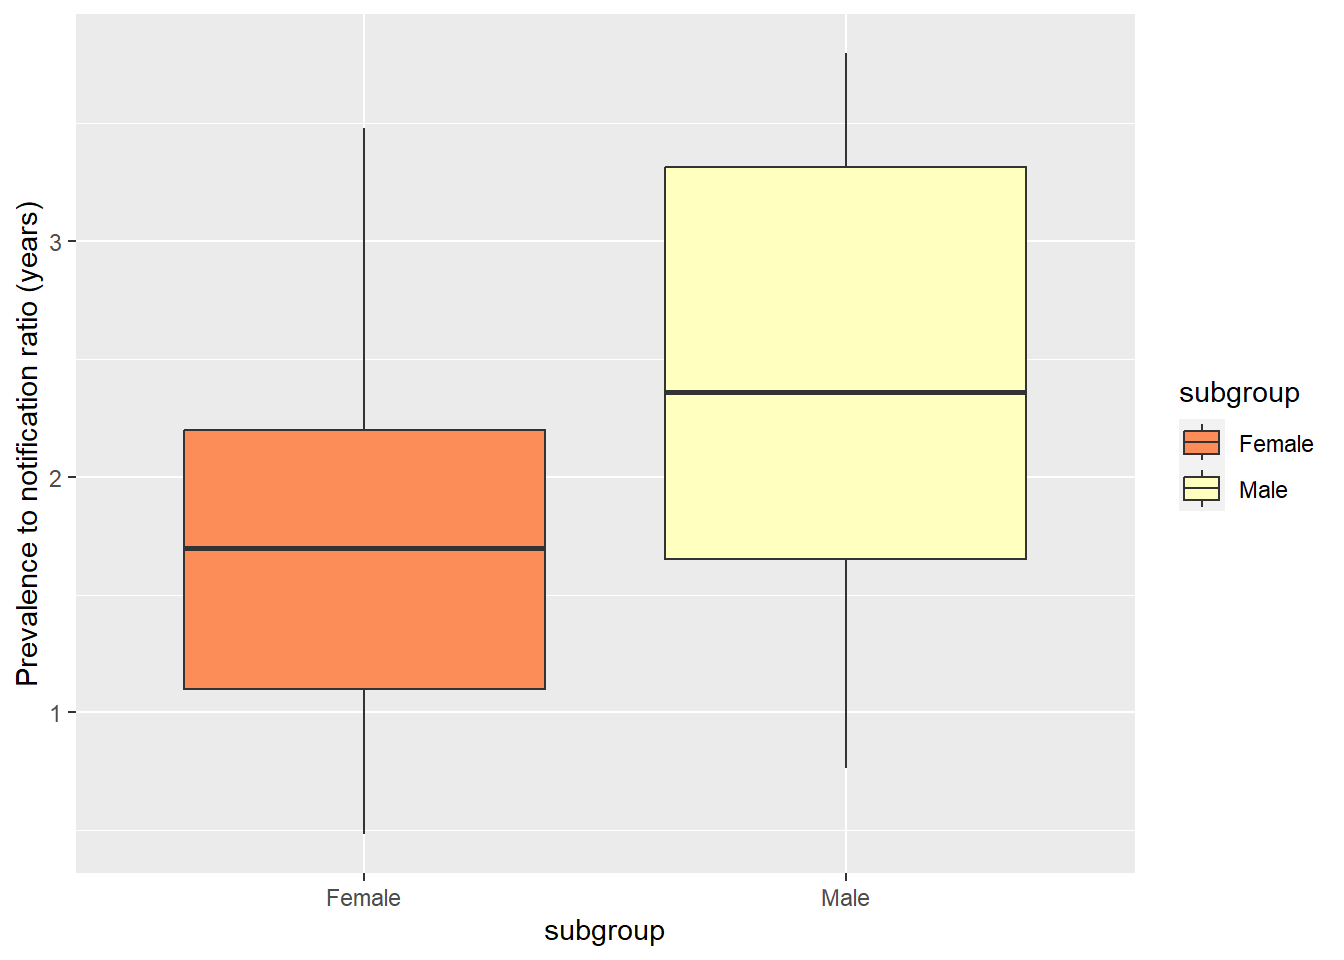 Prevalence to notification ratio (years)
3
2
1
Female
Male
subgroup
subgroup
Female
Male